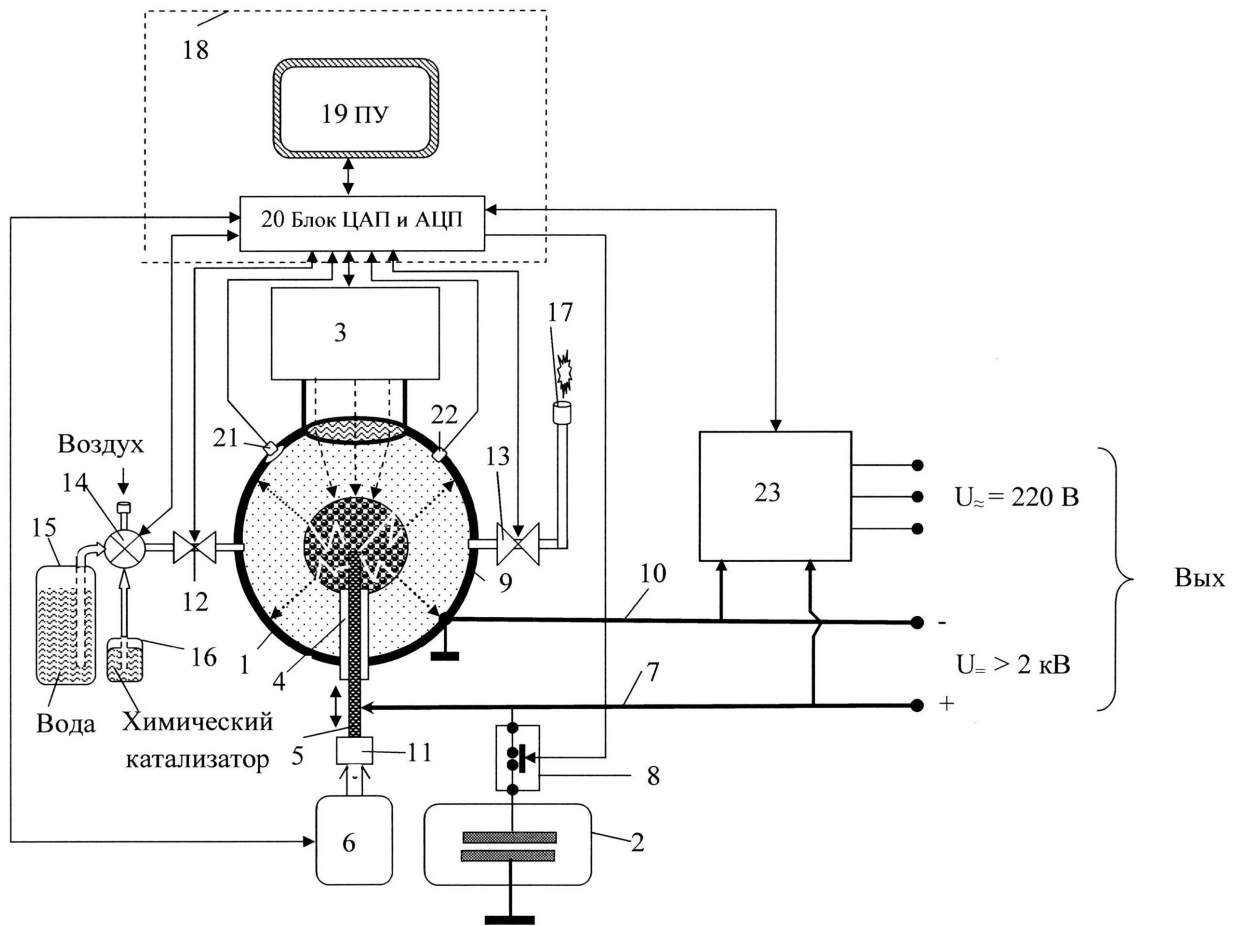 18
19 ПУ
20 Блок ЦАП и АЦП
3
17
21
22
Воздух
14
13
15
23
U≈ = 220 В
12
9
10
Вых
-
16
1
4
U= > 2 кВ
7
+
Вода
Химический
катализатор
5
11
8
6
2